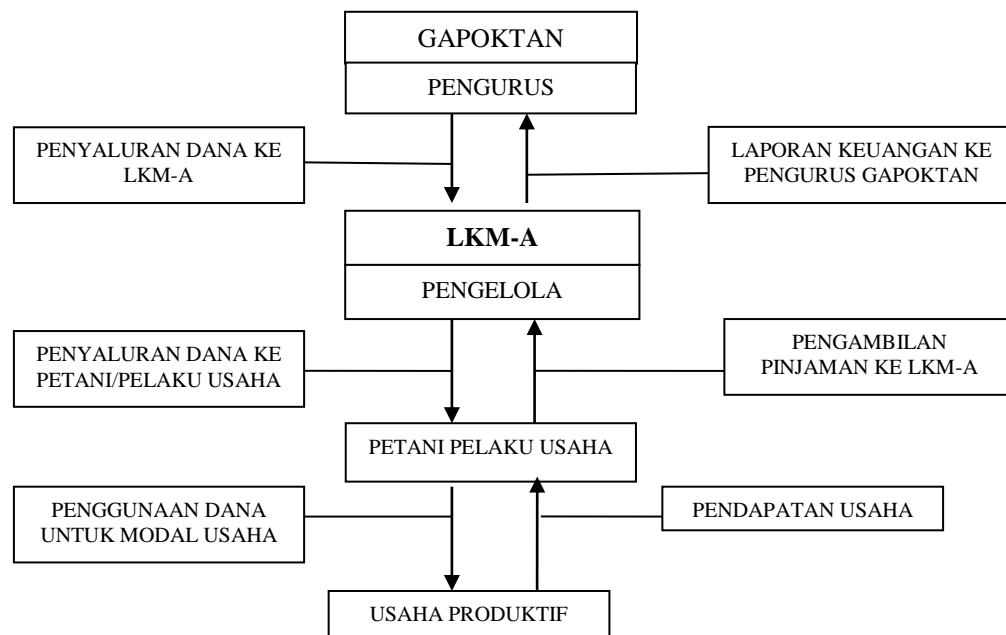 GAPOKTAN
PENGURUS
PENYALURAN DANA KE
LKM-A
LAPORAN KEUANGAN KE
PENGURUS GAPOKTAN
LKM-A
PENGELOLA
PENYALURAN DANA KE
PETANI/PELAKU USAHA
PENGAMBILAN
PINJAMAN KE LKM-A
PETANI PELAKU USAHA
PENGGUNAAN DANA
UNTUK MODAL USAHA
PENDAPATAN USAHA
USAHA PRODUKTIF